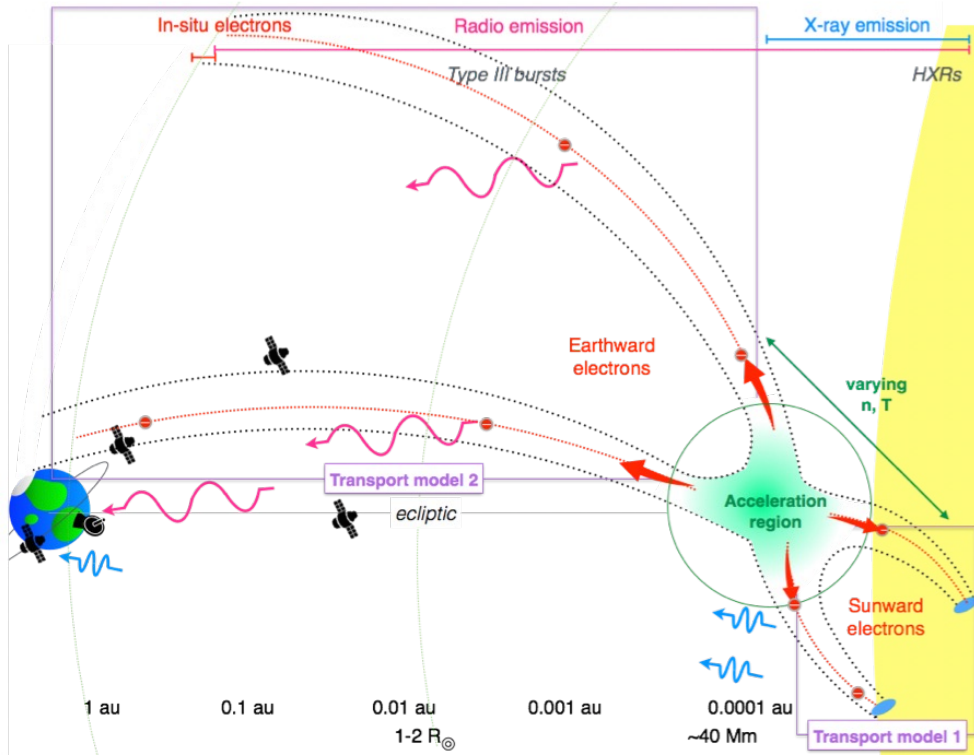 In-situ electrons
Radio emission
X-ray emission
Type III bursts
HXRs
Earthward
electrons
varying
n, T
Transport model 2
Acceleration
region
ecliptic
Sunward
electrons
1 au
0.1 au
0.01 au
0.001 au
0.0001 au
1-2 R☉
~40 Mm
Transport model 1